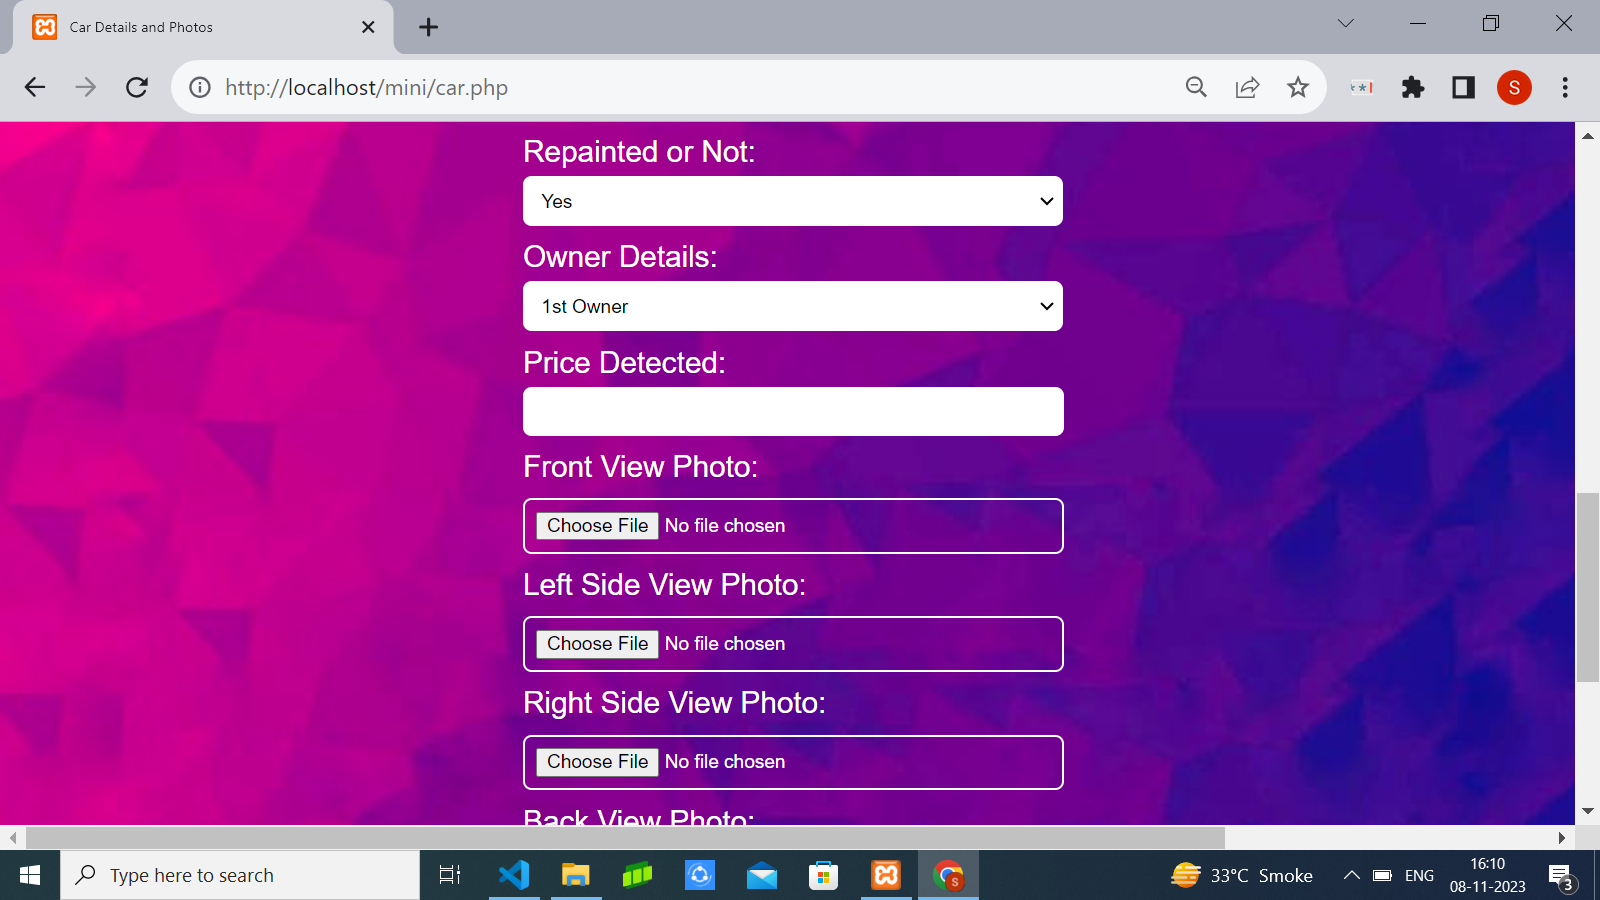 Car Details and Photos
http://localhost/mini/car.php
S
Repainted or Not:
Yes
Owner Details:
1st Owner
Price Detected:
Front View Photo:
Choose File No file chosen
Left Side View Photo:
Choose File No file chosen
Right Side View Photo:
Choose File No file chosen
Back View Photo:
Type here to search
S
33°C Smoke
ENG
16:10
08-11-2023
3